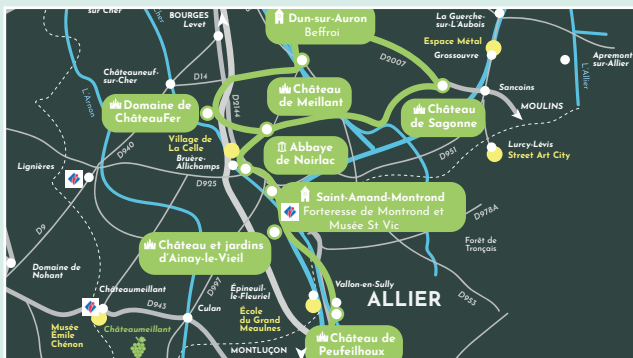 sur Cher
BOURGES
Levet
Cher
Dun-sur-Auron
Beffroi
La Guerche-
sur-L'Aubois
Espace Métal
Grossouvre
Apremont
-sur-Allier
Châteauneuf-
sur-Cher
D14
D2144
D2007
L'Allier
L'Arnon
Château
de Meillant
Sancoins
MOULINS
Domaine de
ChâteauFer
Château
de Sagonne
Village de
La Celle
Bruère-
Allichamps
Abbaye
de Noirlac
D951
Lurcy-Lévis
Street Art City
D940
Lignières
D925
Saint-Amand-Montrond
Forteresse de Montrond et
Musée St Vic
D978A
D9
Forêt de
Tronçais
Château et jardins
d'Ainay-le-Vieil
Domaine de
Nohant
D997
Châteaumeillant
D943
Culan
Épineuil-
le-Fleuriel
École
du Grand
Meaulnes
Vallon-en-Sully
ALLIER
D953
Musée
Émile
Chénon
Châteaumeillant
MONTLUÇON
Château de
Peufeilhoux